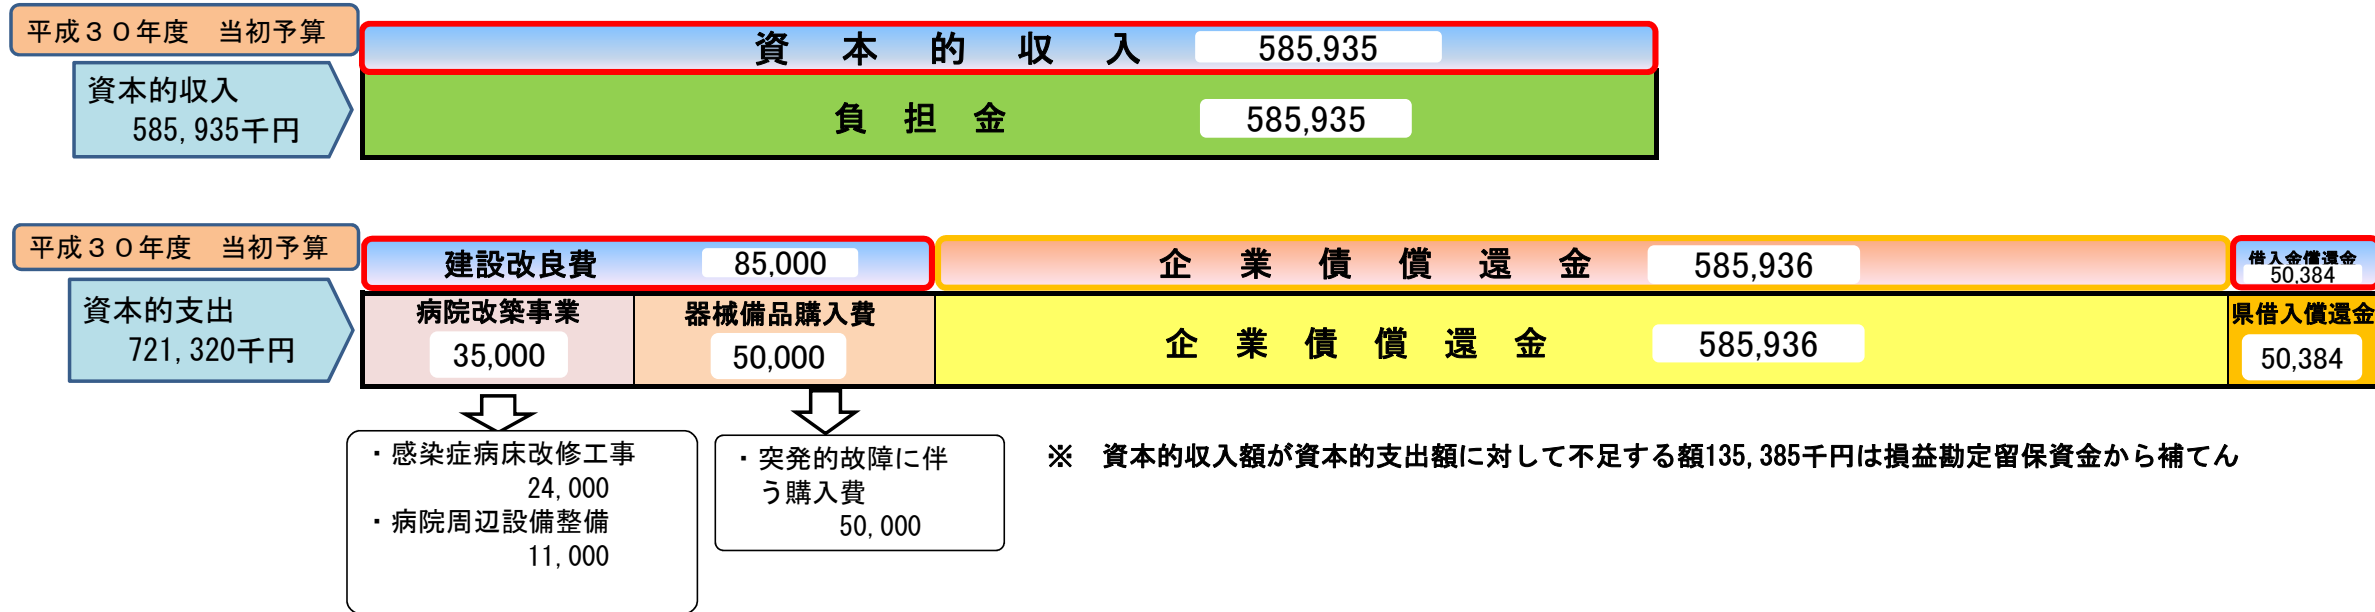 平成３０年度　当初予算
資　本　的　収　入　585,935
資本的収入
585,935千円
負　担　金　585,935
平成３０年度　当初予算
建設改良費　85,000
企　業　債　償　還　金　585,936
借入金償還金
50,384
資本的支出
721,320千円
病院改築事業
35,000
器械備品購入費
50,000
企　業　債　償　還　金　585,936
県借入償還金
50,384
・感染症病床改修工事
24,000
・病院周辺設備整備
11,000
・突発的故障に伴
う購入費
50,000
※　資本的収入額が資本的支出額に対して不足する額135,385千円は損益勘定留保資金から補てん